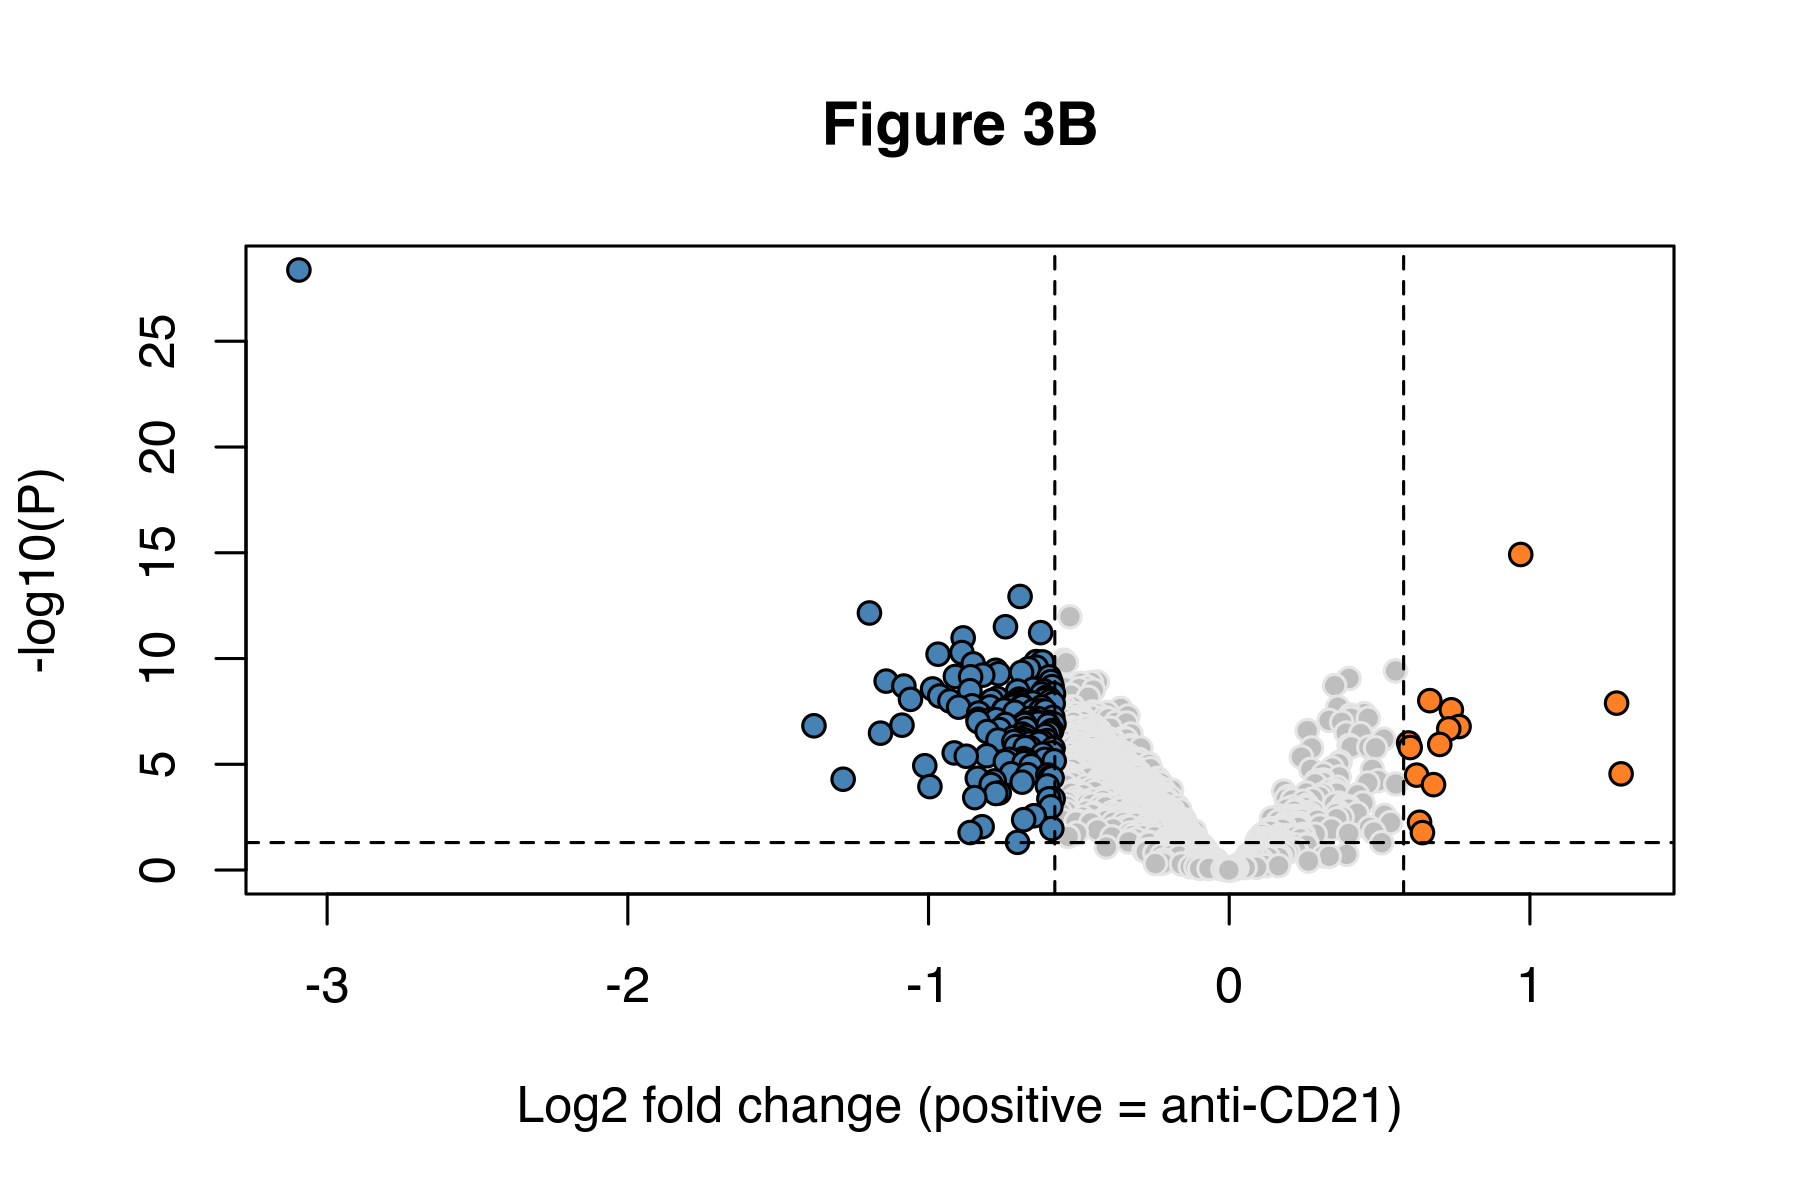 Figure 3B
25
20
15
10
5
0
-log10(P)
-3 -2 -1 0 1
Log2 fold change (positive = anti-CD21)